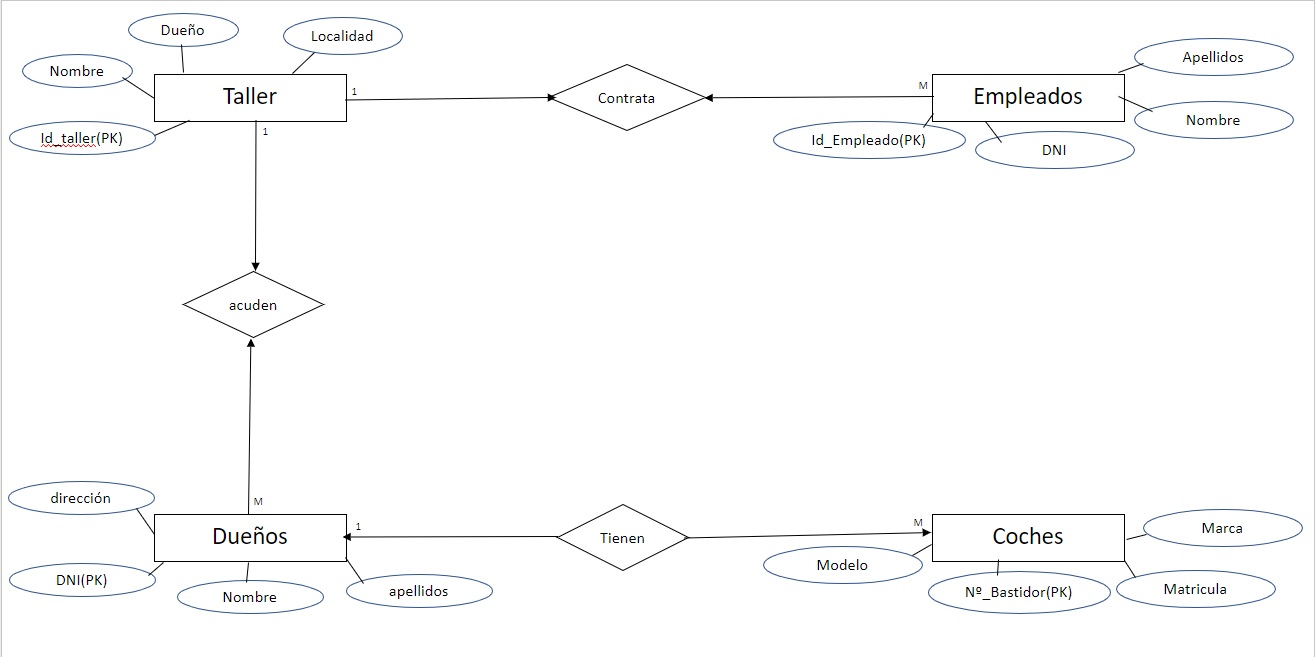 Dueño
Localidad
Nombre
Taller
Id_taller(PK)
1
1
Contrata
M
Empleados
Apellidos
Nombre
Id_Empleado(PK)
DNI
acuden
M
dirección
Dueños
1
DNI(PK)
Nombre
apellidos
Tienen
M
Coches
Marca
Modelo
Nº_Bastidor(PK)
Matricula